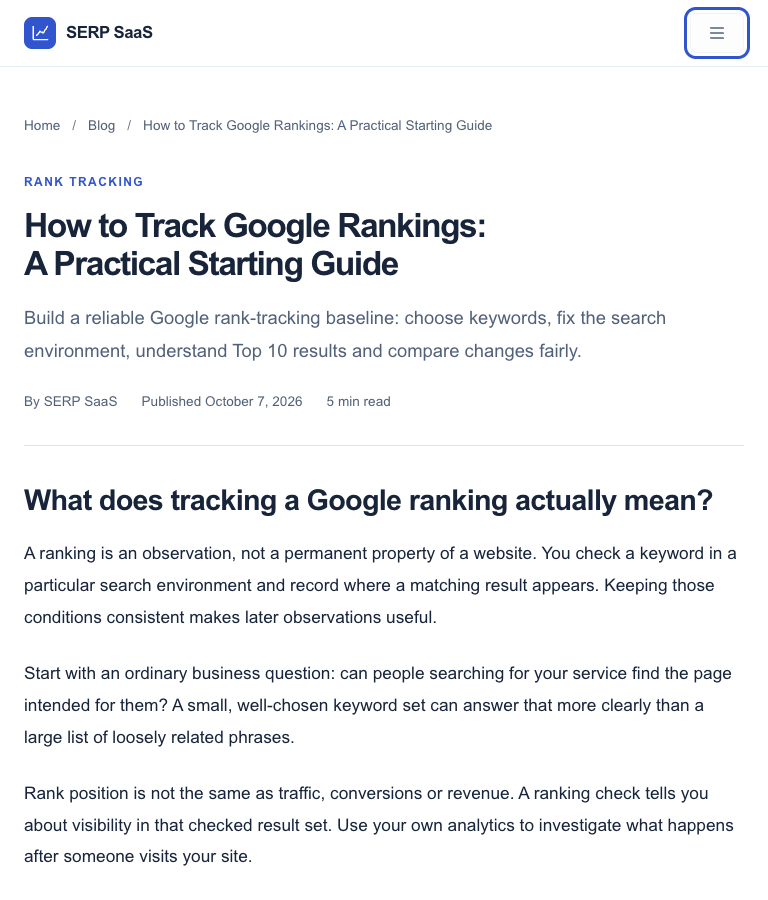 SERP SaaS
Home / Blog / How to Track Google Rankings: A Practical Starting Guide
RANK TRACKING
How to Track Google Rankings:
A Practical Starting Guide
Build a reliable Google rank-tracking baseline: choose keywords, fix the search
environment, understand Top 10 results and compare changes fairly.
By SERP SaaS Published October 7, 2026 5 min read
What does tracking a Google ranking actually mean?
A ranking is an observation, not a permanent property of a website. You check a keyword in a
particular search environment and record where a matching result appears. Keeping those
conditions consistent makes later observations useful.
Start with an ordinary business question: can people searching for your service find the page
intended for them? A small, well-chosen keyword set can answer that more clearly than a
large list of loosely related phrases.
Rank position is not the same as traffic, conversions or revenue. A ranking check tells you
about visibility in that checked result set. Use your own analytics to investigate what happens
after someone visits your site.